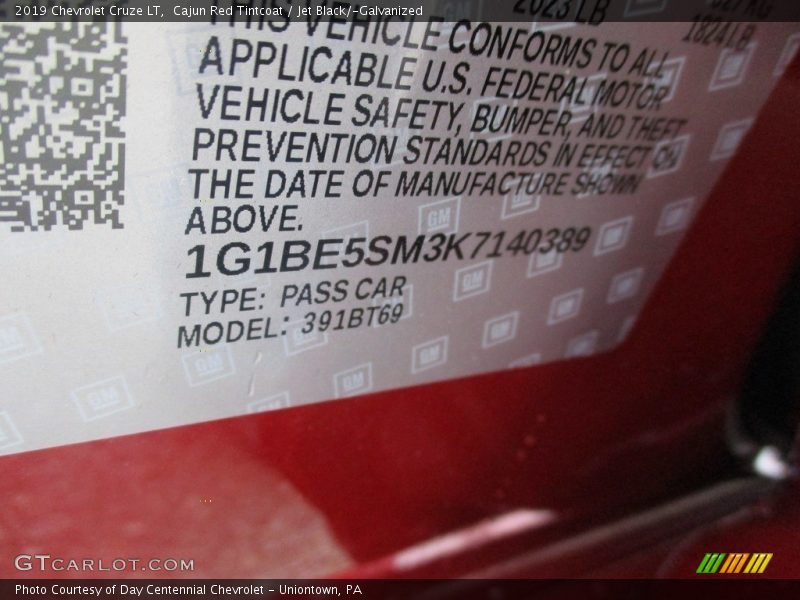 2019 Chevrolet Cruze LT, Cajun Red Tintcoat / Jet Black/-Galvanized
2023 LB
1824 LB
THIS VEHICLE CONFORMS TO ALL
APPLICABLE U.S. FEDERAL MOTOR
VEHICLE SAFETY, BUMPER, AND THEFT
PREVENTION STANDARDS IN EFFECT ON
THE DATE OF MANUFACTURE SHOWN
ABOVE.
1G1BE5SM3K7140389
TYPE: PASS CAR
MODEL: 391BT69
GTCARLOT.COM
Photo Courtesy of Day Centennial Chevrolet - Uniontown, PA